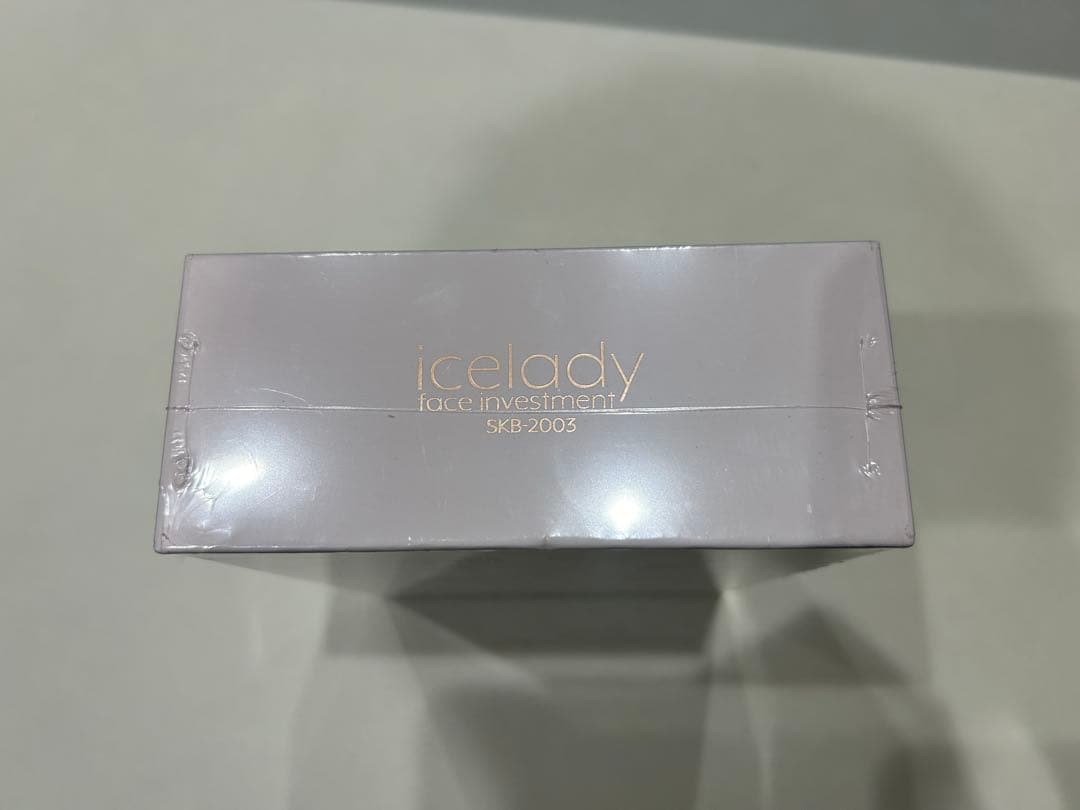 icelady
face investment
SKB-2003